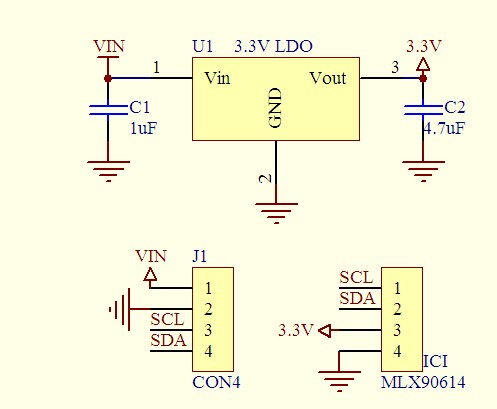 VIN
U1 3.3V LDO
3.3V
1
Vin
Vout
3
GND
C1
1uF
C2
4.7uF
2
VIN
J1
1
2
SCL
3
SDA
4
CON4
SCL
1
SDA
2
3.3V
3
4
ICI
MLX90614